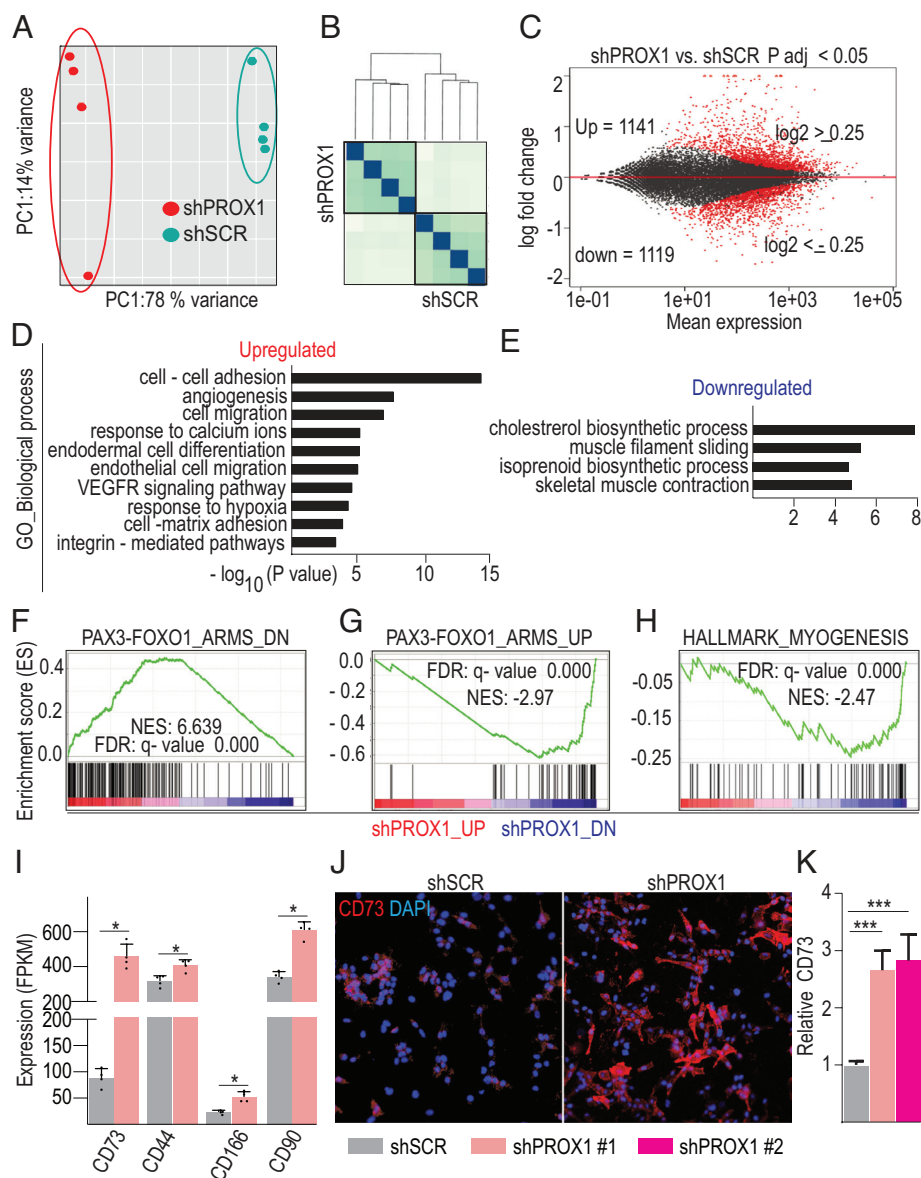 A
PC1:14% variance
shPROX1
shSCR
PC1:78 % variance
B
shPROX1
shSCR
C
shPROX1 vs. shSCR P adj < 0.05
log fold change
2
1
0
-1
-2
Up = 1141
log2 > 0.25
down = 1119
log2 < - 0.25
1e-01 1e+01 1e+03 1e+05
Mean expression
D
Upregulated
GO_Biological process
cell - cell adhesion
angiogenesis
cell migration
response to calcium ions
endodermal cell differentiation
endothelial cell migration
VEGFR signaling pathway
response to hypoxia
cell -matrix adhesion
integrin - mediated pathways
- log10 (P value) 5 10 15
E
Downregulated
cholestrerol biosynthetic process
muscle filament sliding
isoprenoid biosynthetic process
skeletal muscle contraction
2 4 6 8
F
PAX3-FOXO1_ARMS_DN
Enrichment score (ES)
0.4
0.2
0.0
NES: 6.639
FDR: q- value 0.000
G
PAX3-FOXO1_ARMS_UP
0.0
- 0.2
- 0.4
- 0.6
FDR: q- value 0.000
NES: -2.97
H
HALLMARK_MYOGENESIS
-0.05
-0.15
-0.25
FDR: q- value 0.000
NES: -2.47
shPROX1_UP shPROX1_DN
I
Expression (FPKM)
600
400
200
100
50
* * * *
CD73 CD44 CD166 CD90
J
shSCR shPROX1
CD73 DAPI
K
Relative CD73
4
3
2
1
***
***
shSCR shPROX1 #1 shPROX1 #2